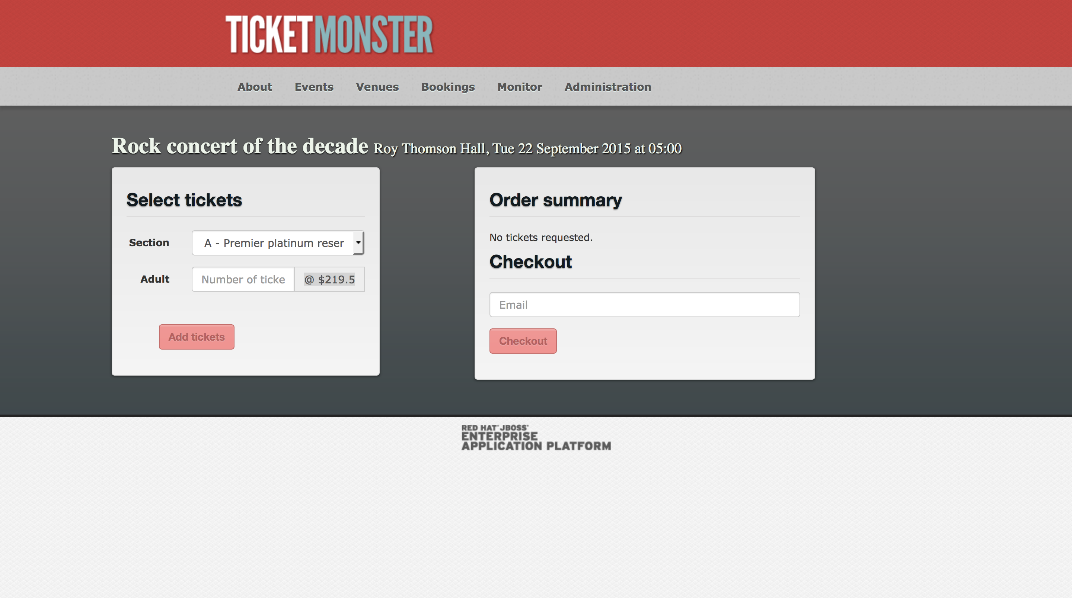 TICKETMONSTER
About Events Venues Bookings Monitor Administration
Rock concert of the decade Roy Thomson Hall, Tue 22 September 2015 at 05:00
Select tickets
Section A - Premier platinum reser
Adult Number of ticke @ $219.5
Add tickets
Order summary
No tickets requested.
Checkout
Email
Checkout
RED HAT JBOSS
ENTERPRISE
APPLICATION PLATFORM